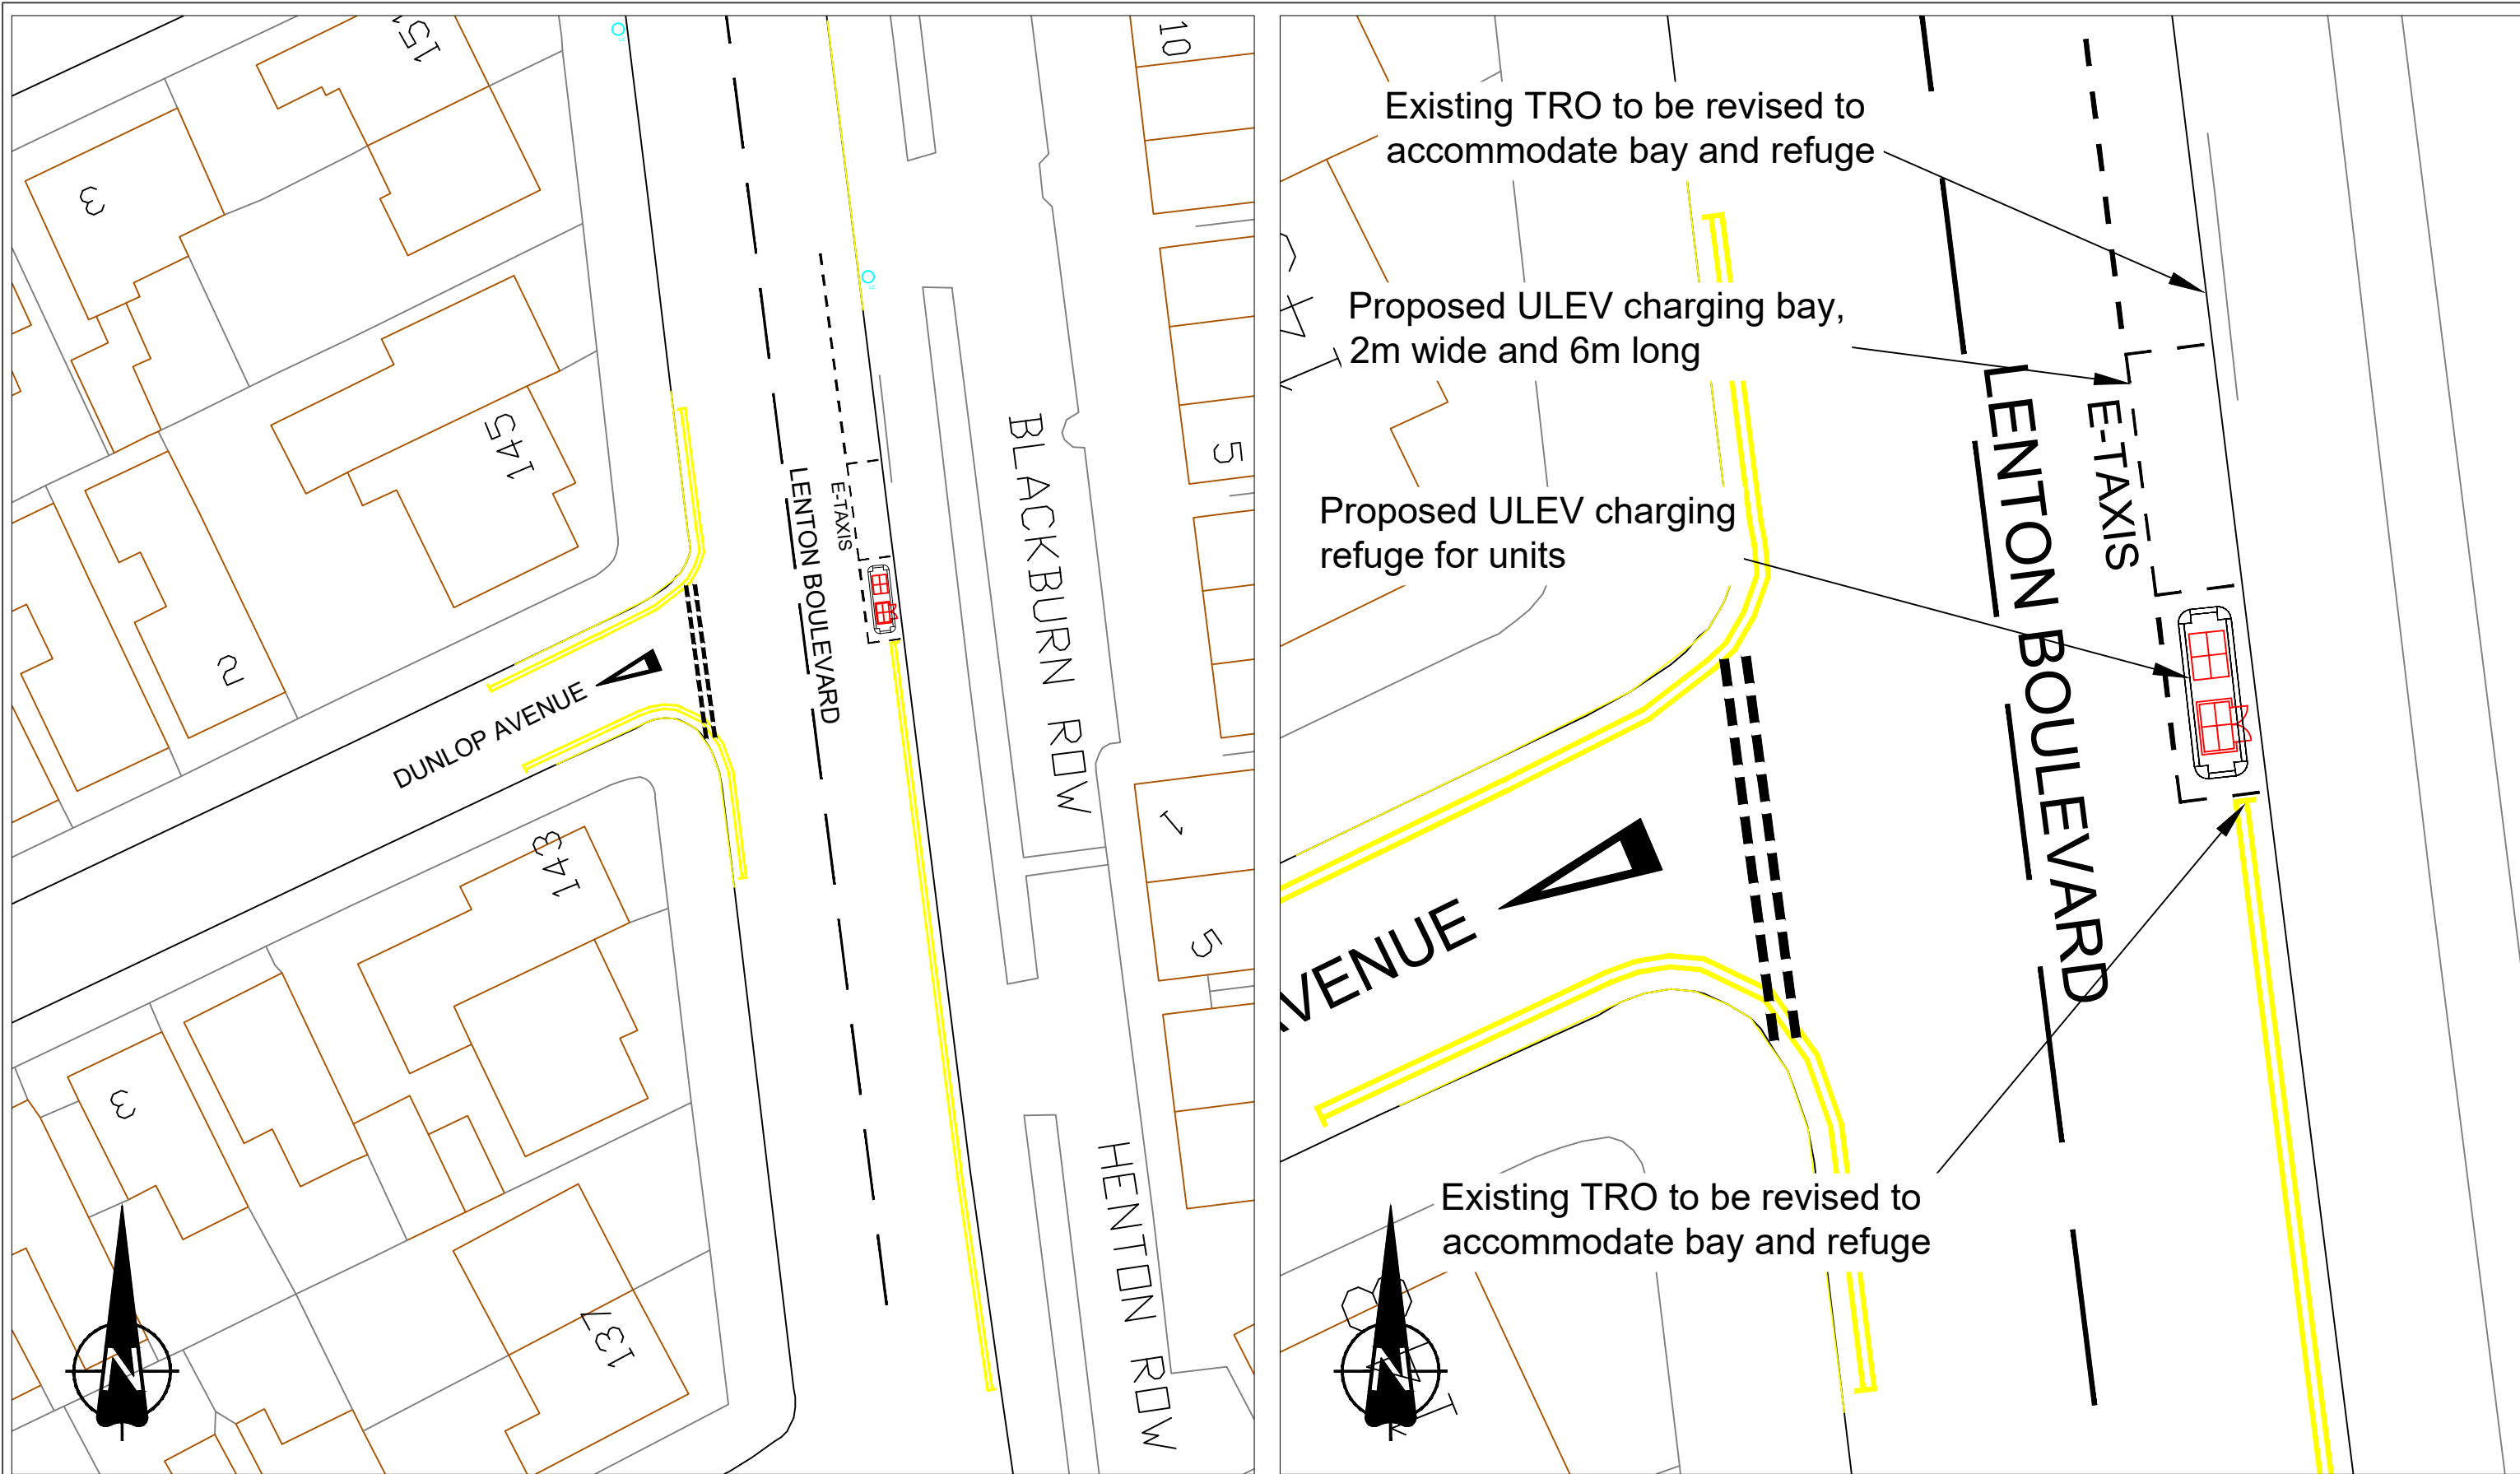 151
10
3
145
5
LENTON BOULEVARD
E-TAXIS
BLACKBURN ROW
2
DUNLOP AVENUE
1
143
5
3
HENTON ROW
137
N
Existing TRO to be revised to
accommodate bay and refuge
Proposed ULEV charging bay,
2m wide and 6m long
LENTON BOULEVARD
E-TAXIS
Proposed ULEV charging
refuge for units
AVENUE
Existing TRO to be revised to
accommodate bay and refuge
N